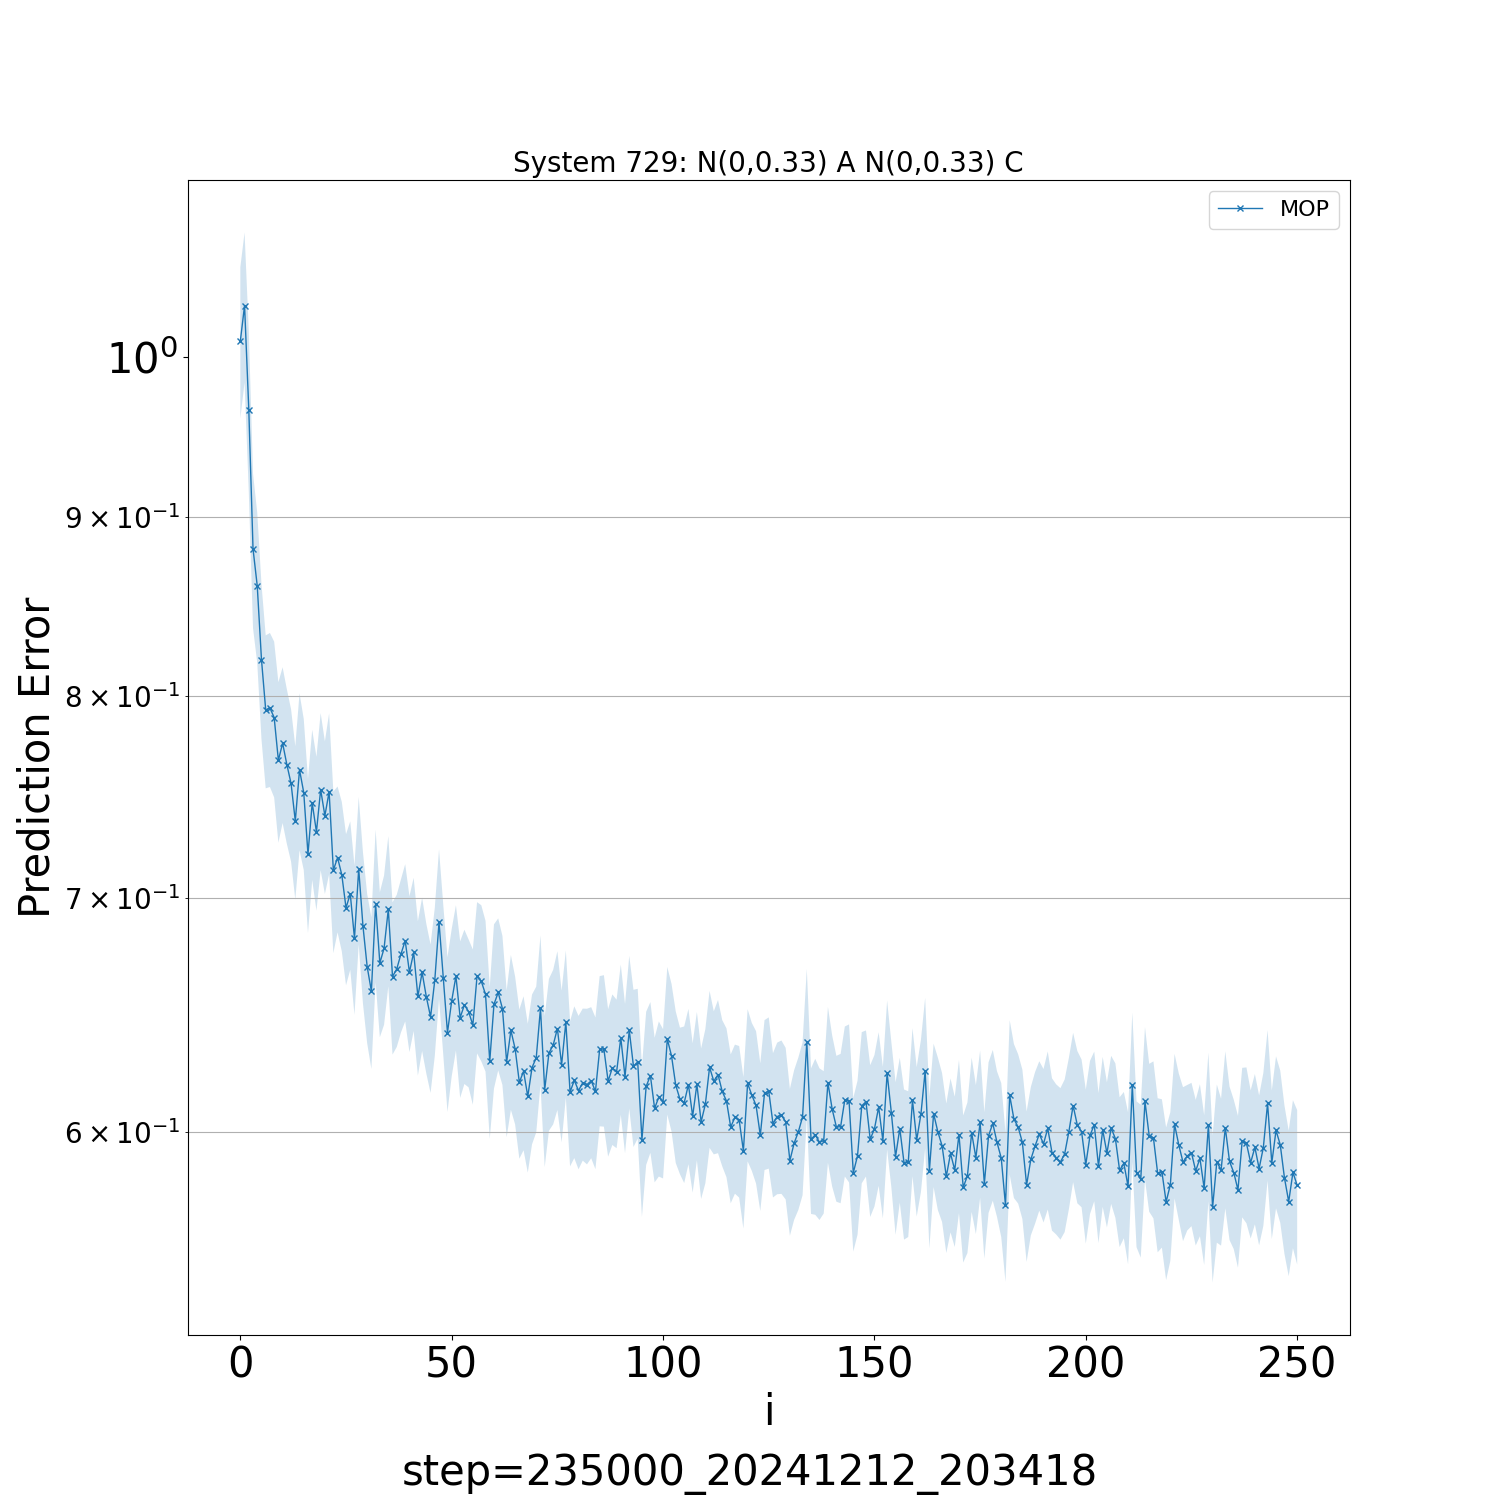 System 729: N(0,0.33) A N(0,0.33) C
MOP
10⁰
9 × 10⁻¹
8 × 10⁻¹
7 × 10⁻¹
6 × 10⁻¹
Prediction Error
0 50 100 150 200 250
i
step=235000_20241212_203418